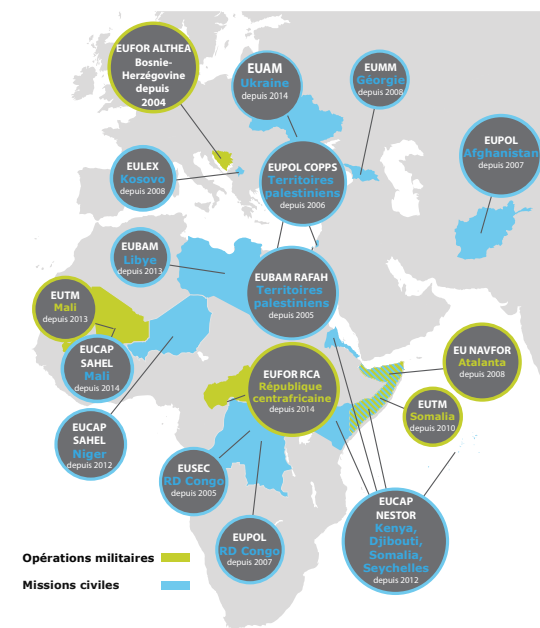 EUFOR ALTHEA
Bosnie-
Herzégovine
depuis
2004
EUAM
Ukraine
depuis 2014
EUMM
Géorgie
depuis 2008
EUPOL
Afghanistan
depuis 2007
EULEX
Kosovo
depuis 2008
EUPOL COPPS
Territoires
palestiniens
depuis 2006
EUBAM
Libye
depuis 2013
EUBAM RAFAH
Territoires
palestiniens
depuis 2005
EUTM
Mali
depuis 2013
EUCAP
SAHEL
Mali
depuis 2014
EUFOR RCA
République
centrafricaine
depuis 2014
EU NAVFOR
Atalanta
depuis 2008
EUTM
Somalia
depuis 2010
EUCAP
SAHEL
Niger
depuis 2012
EUSEC
RD Congo
depuis 2005
EUPOL
RD Congo
depuis 2007
EUCAP
NESTOR
Kenya,
Djibouti,
Somalia,
Seychelles
depuis 2012
Opérations militaires
Missions civiles